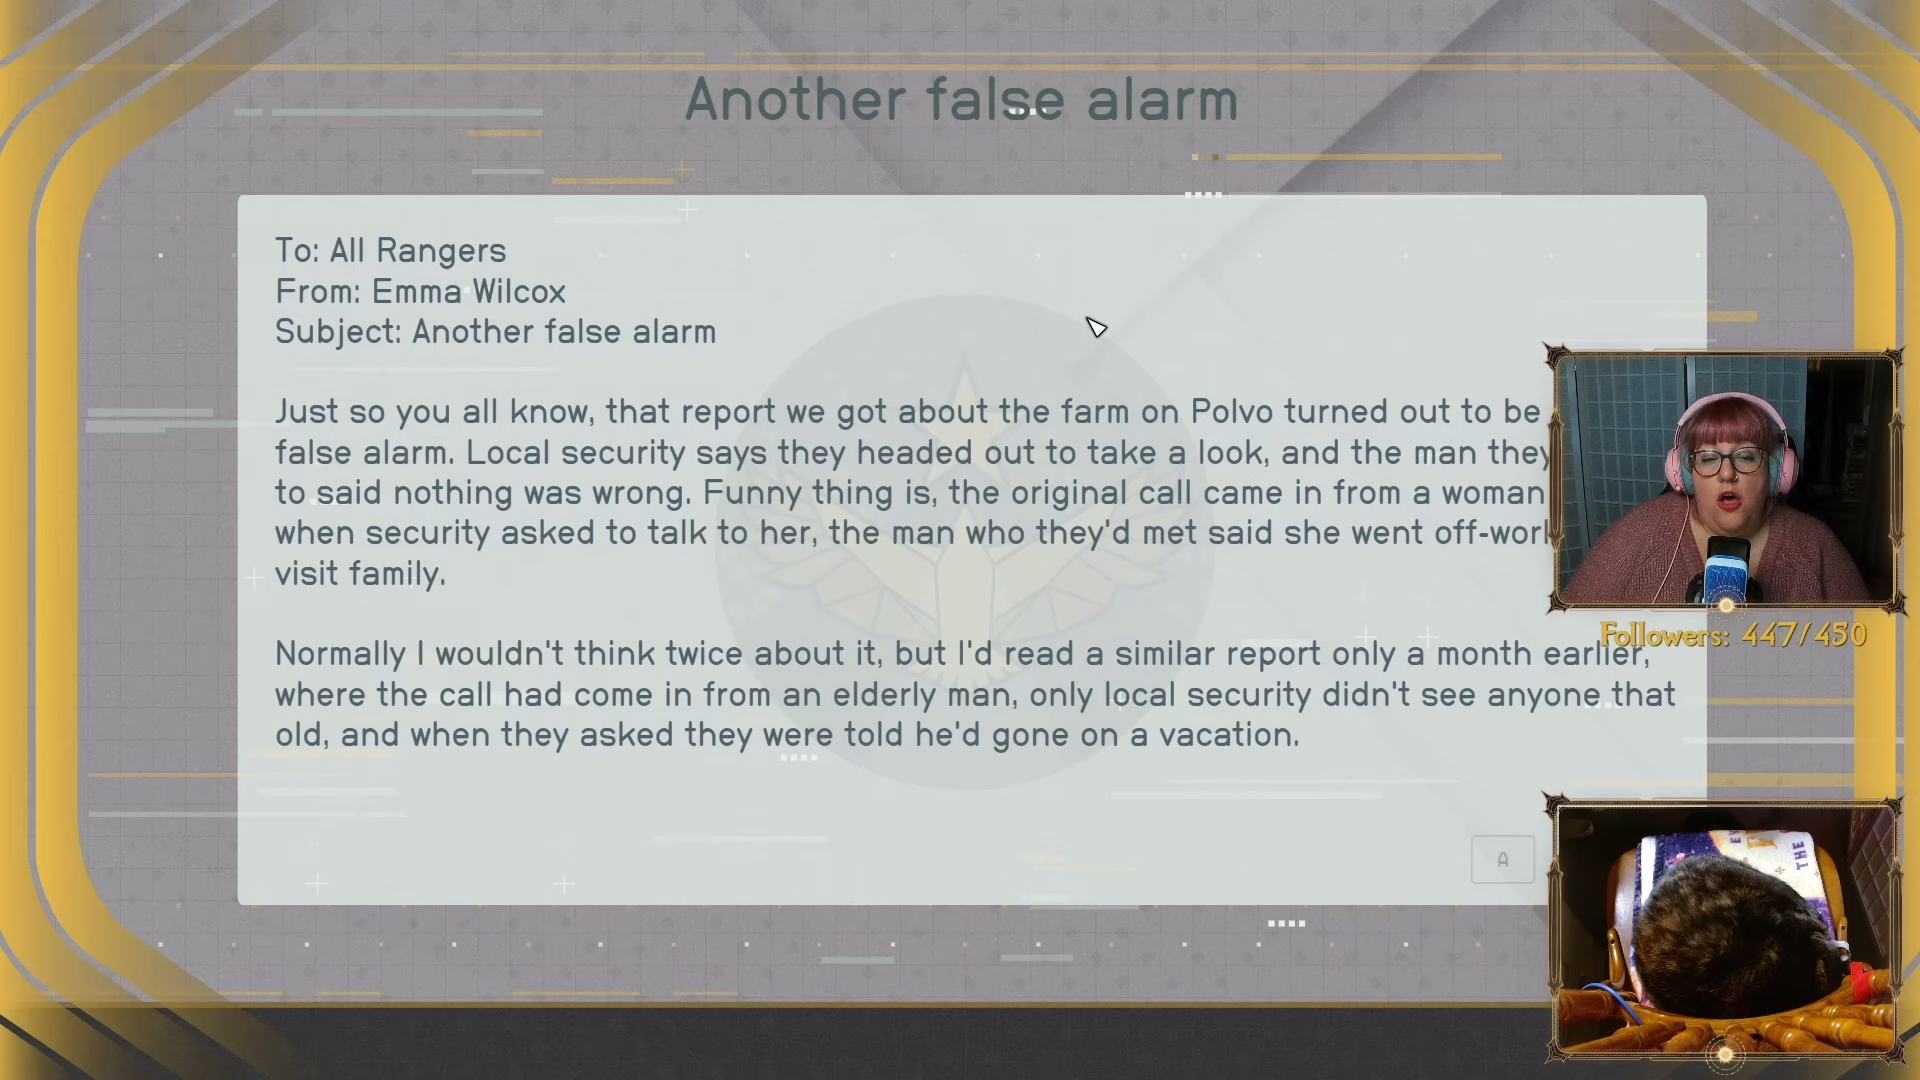 Another false alarm
To: All Rangers
From: Emma Wilcox
Subject: Another false alarm
Just so you all know, that report we got about the farm on Polvo turned out to be
false alarm. Local security says they headed out to take a look, and the man they
to said nothing was wrong. Funny thing is, the original call came in from a woman
when security asked to talk to her, the man who they'd met said she went
visit family.
Followers: 447/450
Normally I wouldn't think twice about it, but I'd read a similar report only a month earlier,
where the call had come in from an elderly man, only local security didn't see anyone that
old, and when they asked they were told he'd gone on a vacation.
A
THE